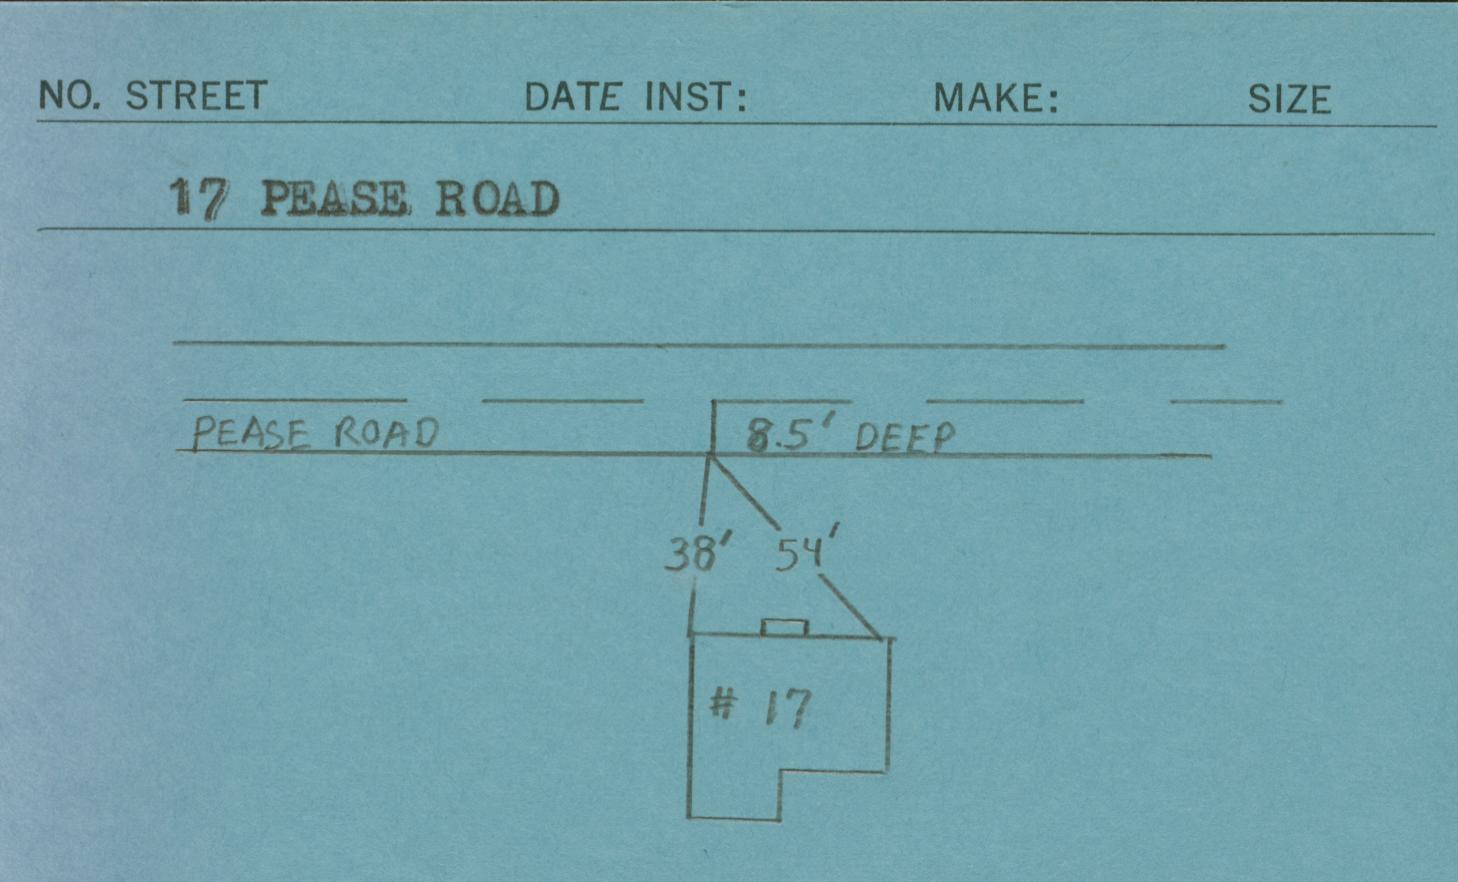 NO. STREET DATE INST: MAKE: SIZE
17 PEASE ROAD
PEASE ROAD 8.5' DEEP
38' 54'
# 17